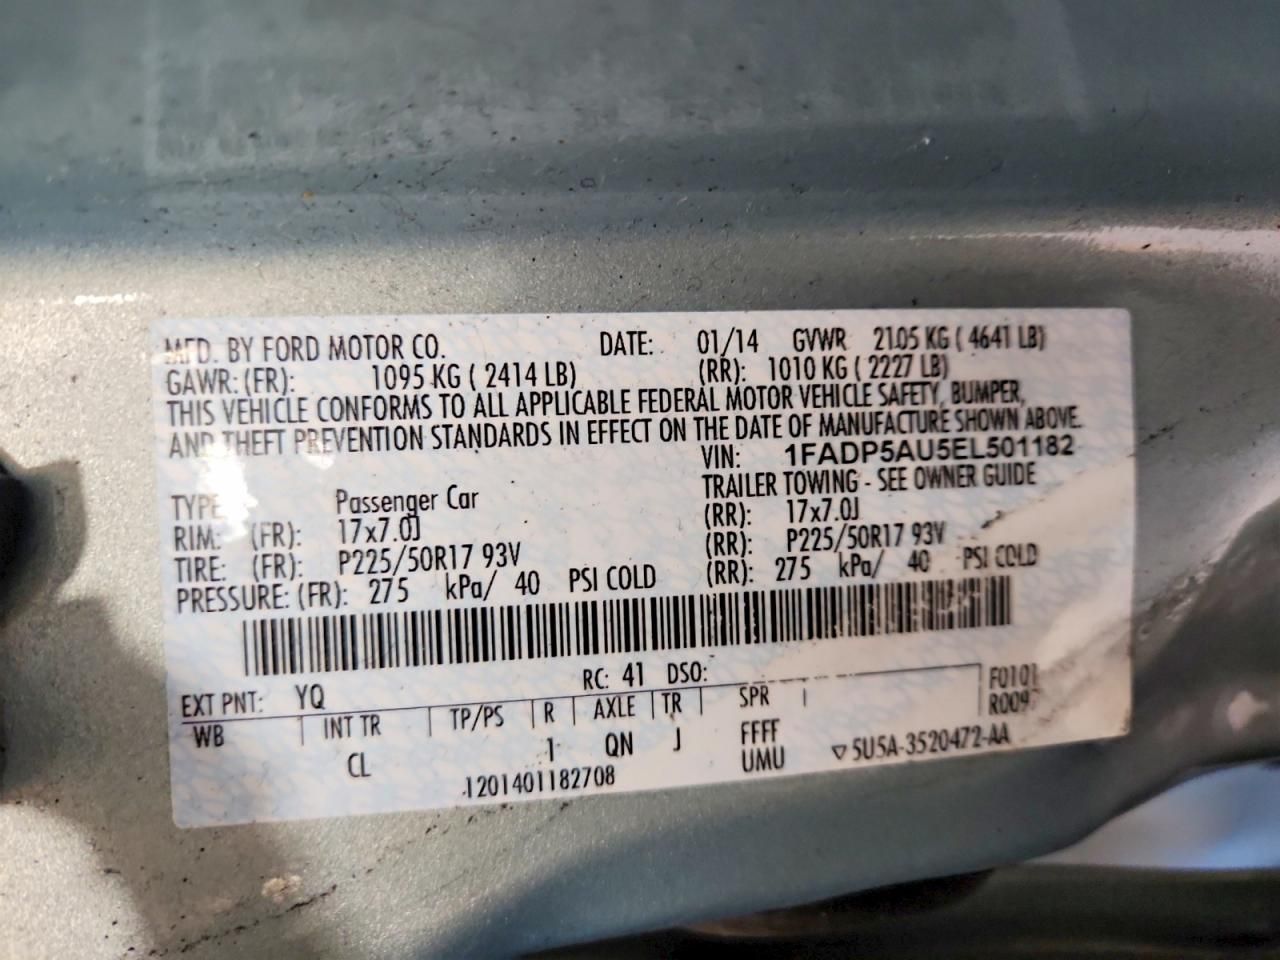 MFD. BY FORD MOTOR CO. DATE: 01/14 GVWR 2105 KG ( 4641 LB)
GAWR: (FR): 1095 KG ( 2414 LB) (RR): 1010 KG ( 2227 LB)
THIS VEHICLE CONFORMS TO ALL APPLICABLE FEDERAL MOTOR VEHICLE SAFETY, BUMPER,
AND THEFT PREVENTION STANDARDS IN EFFECT ON THE DATE OF MANUFACTURE SHOWN ABOVE.
VIN: 1FADP5AU5EL501182
TYPE Passenger Car TRAILER TOWING - SEE OWNER GUIDE
RIM: (FR): 17x7.0J (RR): 17x7.0J
TIRE: (FR): P225/50R17 93V (RR): P225/50R17 93V
PRESSURE: (FR): 275 kPa/ 40 PSI COLD (RR): 275 kPa/ 40 PSI COLD
EXT PNT: YQ RC: 41 DSO: F0101
WB INT TR TP/PS R AXLE TR SPR
CL 1 QN J FFFF
UMU 5U5A-3520472-AA
1201401182708